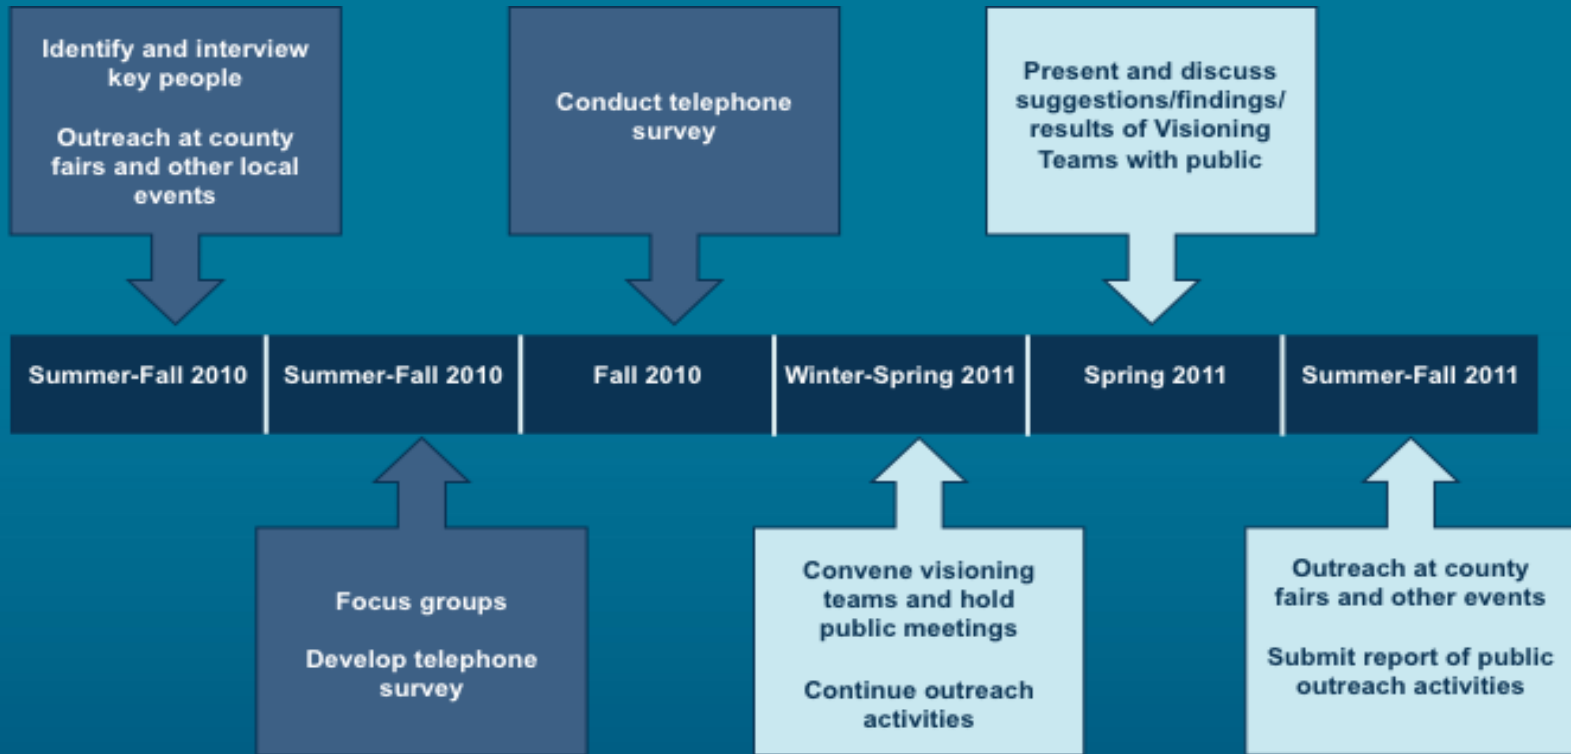 Identify and interview
key people
Outreach at county
fairs and other local
events
Conduct telephone
survey
Present and discuss
suggestions/findings/
results of Visioning
Teams with public
Summer-Fall 2010
Summer-Fall 2010
Fall 2010
Winter-Spring 2011
Spring 2011
Summer-Fall 2011
Focus groups
Develop telephone
survey
Convene visioning
teams and hold
public meetings
Continue outreach
activities
Outreach at county
fairs and other events
Submit report of public
outreach activities